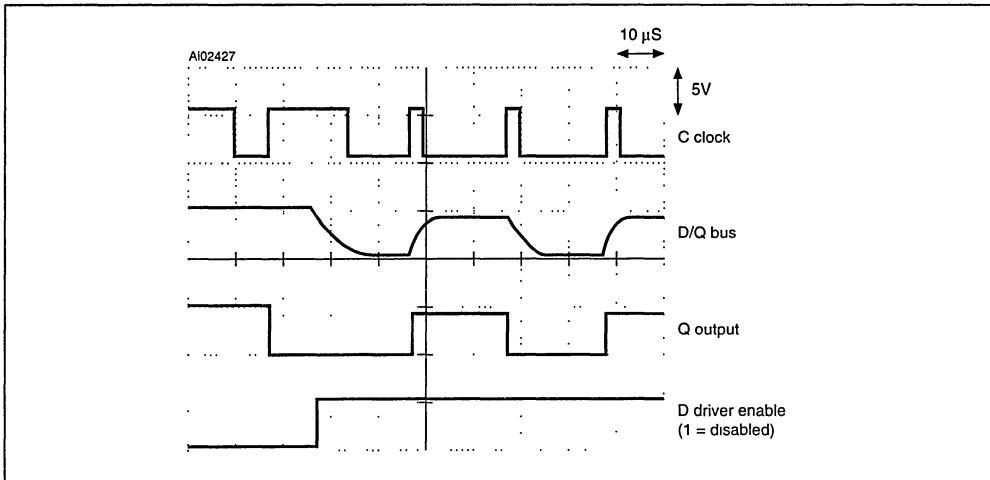 10 µS
AI02427
5V
C clock
D/Q bus
Q output
D driver enable
(1 = disabled)